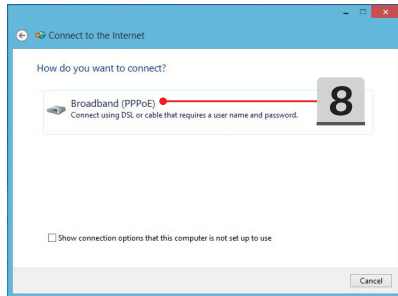 Connect to the Internet
How do you want to connect?
Broadband (PPPoE)
8
Connect using DSL or cable that requires a user name and password.
Show connection options that this computer is not set up to use
Cancel